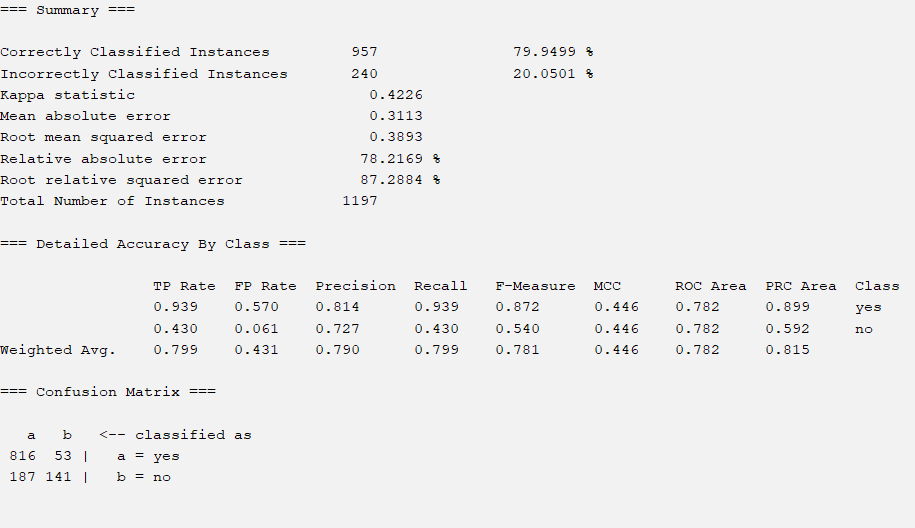 === Summary ===
Correctly Classified Instances 957 79.9499 %
Incorrectly Classified Instances 240 20.0501 %
Kappa statistic 0.4226
Mean absolute error 0.3113
Root mean squared error 0.3893
Relative absolute error 78.2169 %
Root relative squared error 87.2884 %
Total Number of Instances 1197
=== Detailed Accuracy By Class ===
TP Rate FP Rate Precision Recall F-Measure MCC ROC Area PRC Area Class
0.939 0.570 0.814 0.939 0.872 0.446 0.782 0.899 yes
0.430 0.061 0.727 0.430 0.540 0.446 0.782 0.592 no
Weighted Avg. 0.799 0.431 0.790 0.799 0.781 0.446 0.782 0.815
=== Confusion Matrix ===
a b <-- classified as
816 53 | a = yes
187 141 | b = no